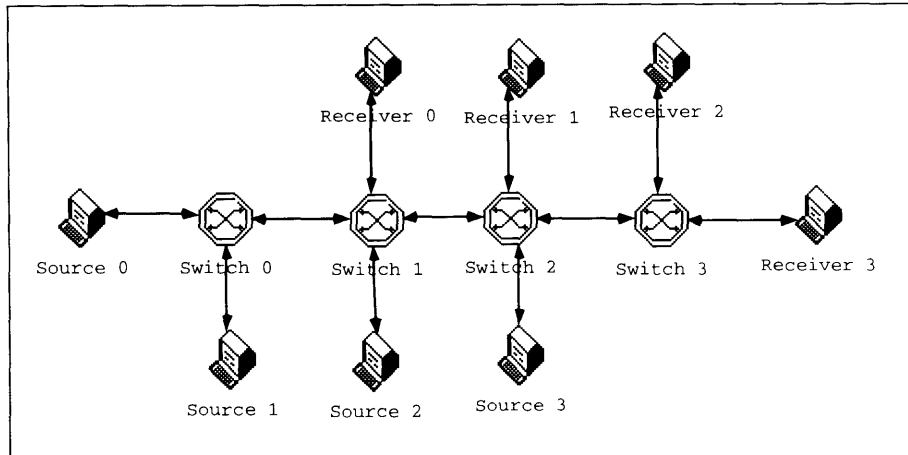 Receiver 0 Receiver 1 Receiver 2
Source 0 Switch 0 Switch 1 Switch 2 Switch 3 Receiver 3
Source 1 Source 2 Source 3